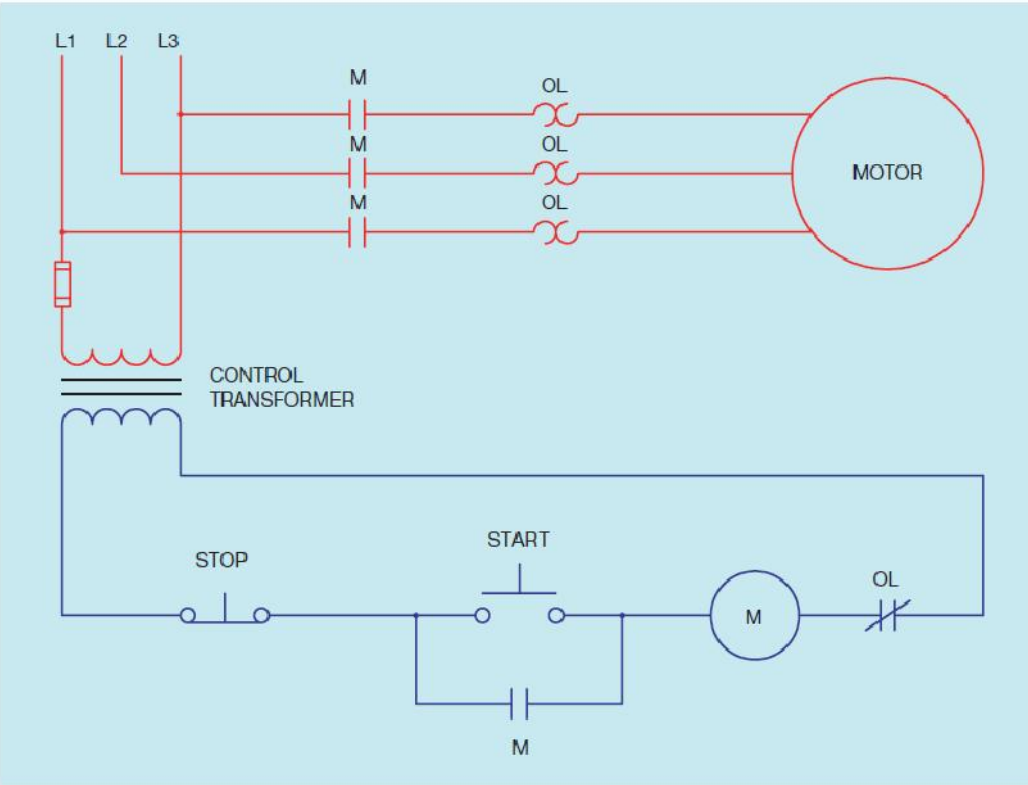 L1 L2 L3
M OL
M OL
MOTOR
M OL
CONTROL
TRANSFORMER
START
STOP
OL
M
M